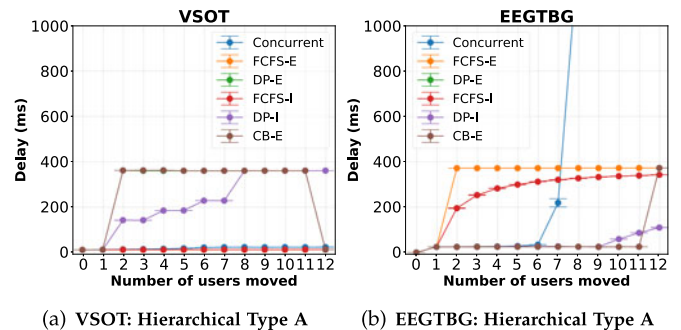 VSOT
1000
800
600
400
200
0
Delay (ms)
Concurrent
FCFS-E
DP-E
FCFS-I
DP-I
CB-E
0 1 2 3 4 5 6 7 8 9 10 11 12
Number of users moved
(a) VSOT: Hierarchical Type A
EEGTBG
1000
800
600
400
200
0
Delay (ms)
Concurrent
FCFS-E
DP-E
FCFS-I
DP-I
CB-E
0 1 2 3 4 5 6 7 8 9 10 11 12
Number of users moved
(b) EEGTBG: Hierarchical Type A